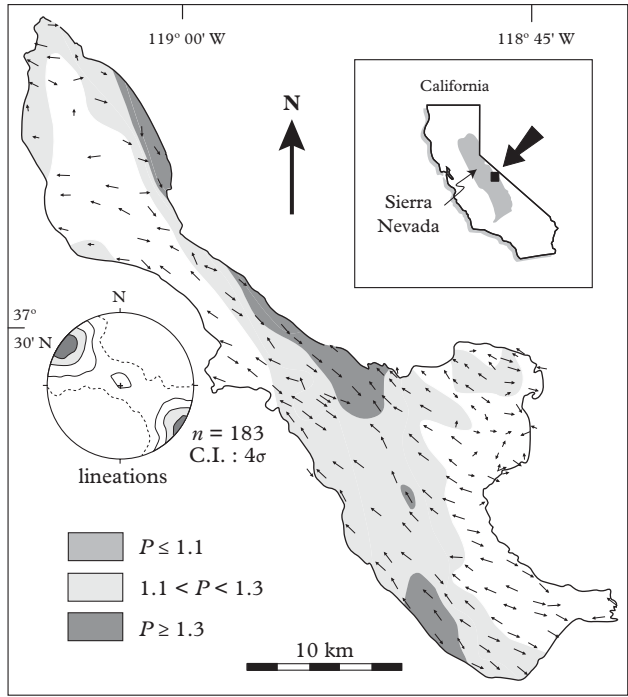 119° 00' W
118° 45' W
California
N
Sierra
Nevada
37°
30' N
N
n = 183
C.I. : 4σ
lineations
P ≤ 1.1
1.1 < P < 1.3
P ≥ 1.3
10 km